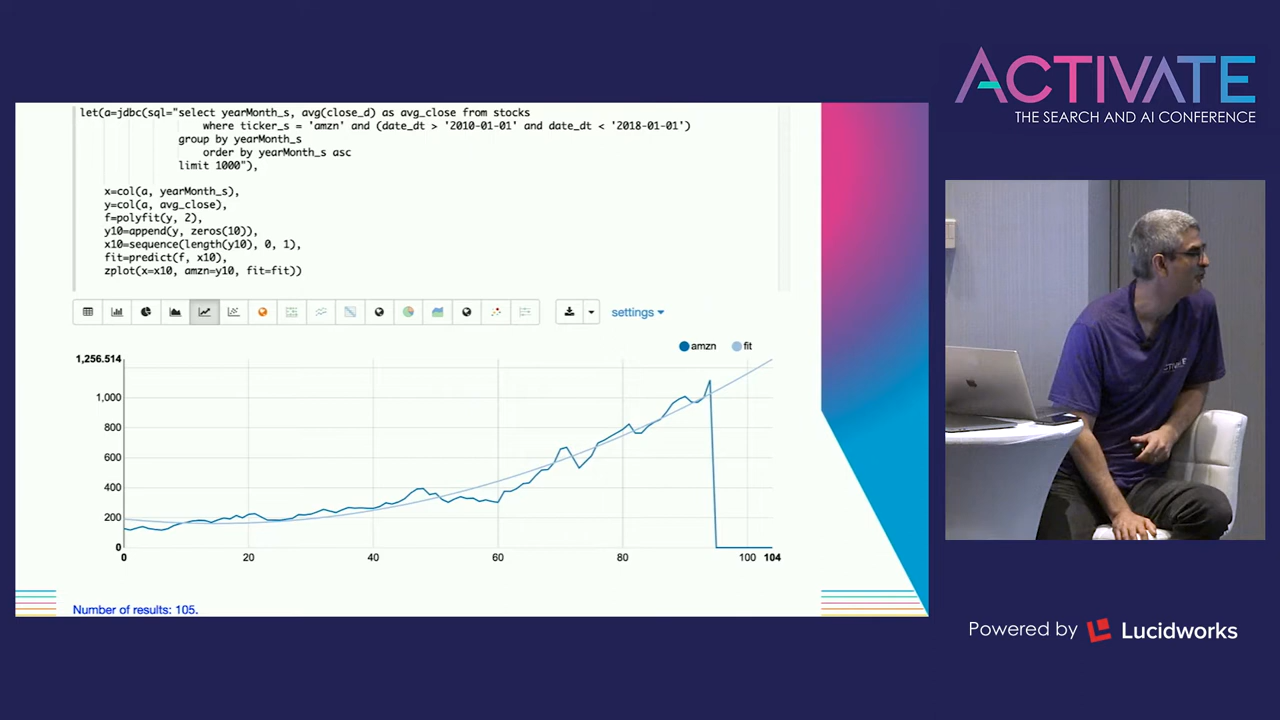 let(a=jdbc(sql="select yearMonth_s, avg(close_d) as avg_close from stocks
where ticker_s = 'amzn' and (date_dt > '2010-01-01' and date_dt < '2018-01-01')
group by yearMonth_s
order by yearMonth_s asc
limit 1000"),
x=col(a, yearMonth_s),
y=col(a, avg_close),
f=polyfit(y, 2),
y10=append(y, zeros(10)),
x10=sequence(length(y10), 0, 1),
fit=predict(f, x10),
zplot(x=x10, amzn=y10, fit=fit))
settings
amzn fit
1,256.514
1,000
800
600
400
200
0
0 20 40 60 80 100 104
Number of results: 105.
ACTIVATE
THE SEARCH AND AI CONFERENCE
ACTIVATE
Powered by Lucidworks